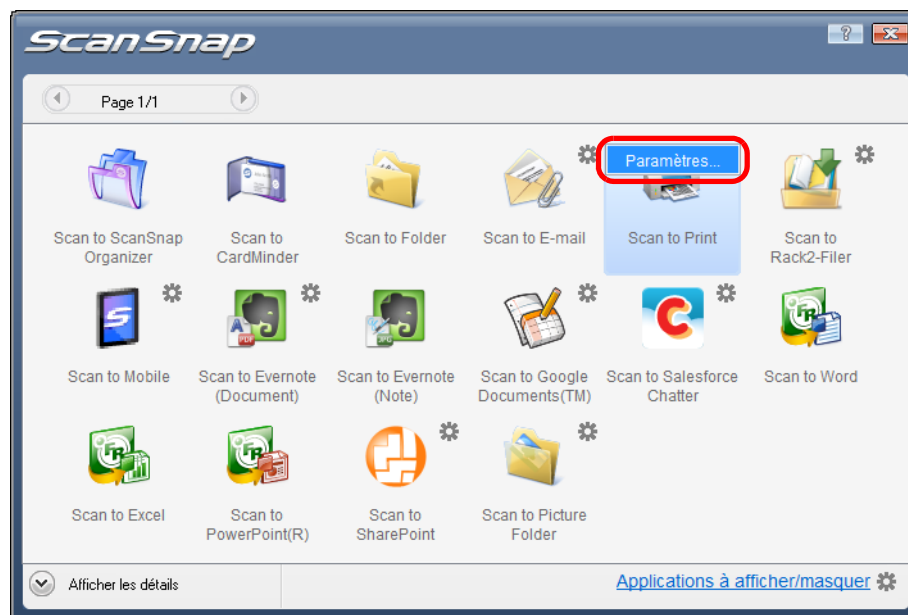 ScanSnap
Page 1/1
Paramètres...
Scan to ScanSnap
Organizer
Scan to
CardMinder
Scan to Folder
Scan to E-mail
Scan to Print
Scan to
Rack2-Filer
Scan to Mobile
Scan to Evernote
(Document)
Scan to Evernote
(Note)
Scan to Google
Documents(TM)
Scan to Salesforce
Chatter
Scan to Word
Scan to Excel
Scan to
PowerPoint(R)
Scan to
SharePoint
Scan to Picture
Folder
Afficher les détails
Applications à afficher/masquer